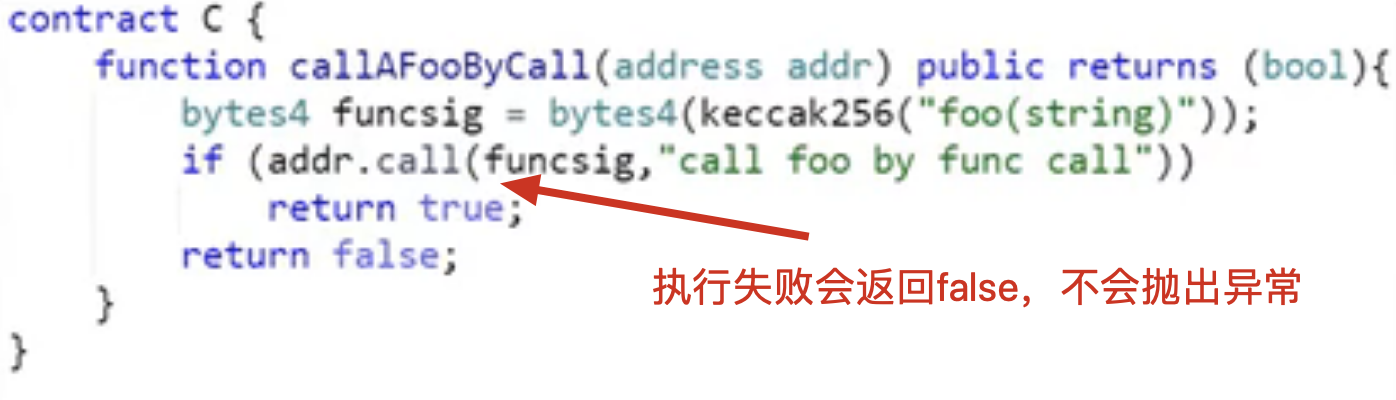 contract C {
function callAFooByCall(address addr) public returns (bool){
bytes4 funcsig = bytes4(keccak256("foo(string)"));
if (addr.call(funcsig,"call foo by func call"))
return true;
return false;
执行失败会返回false，不会抛出异常
}
}